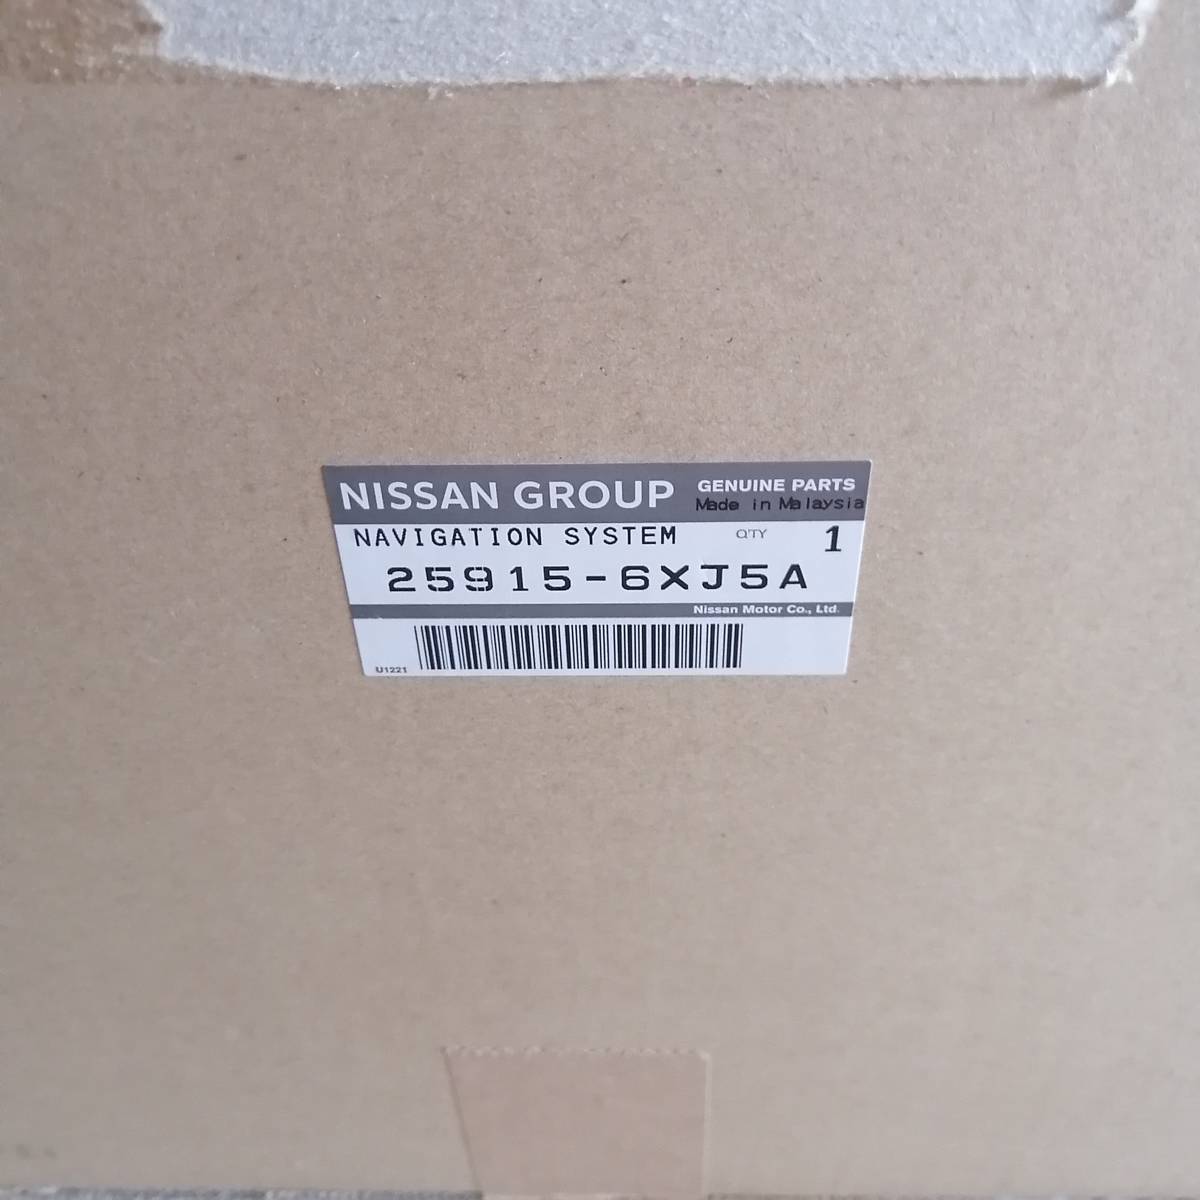 NISSAN GROUP
GENUINE PARTS
Made in Malaysia
NAVIGATION SYSTEM
QTY 1
25915-6XJ5A
Nissan Motor Co., Ltd.
U1221